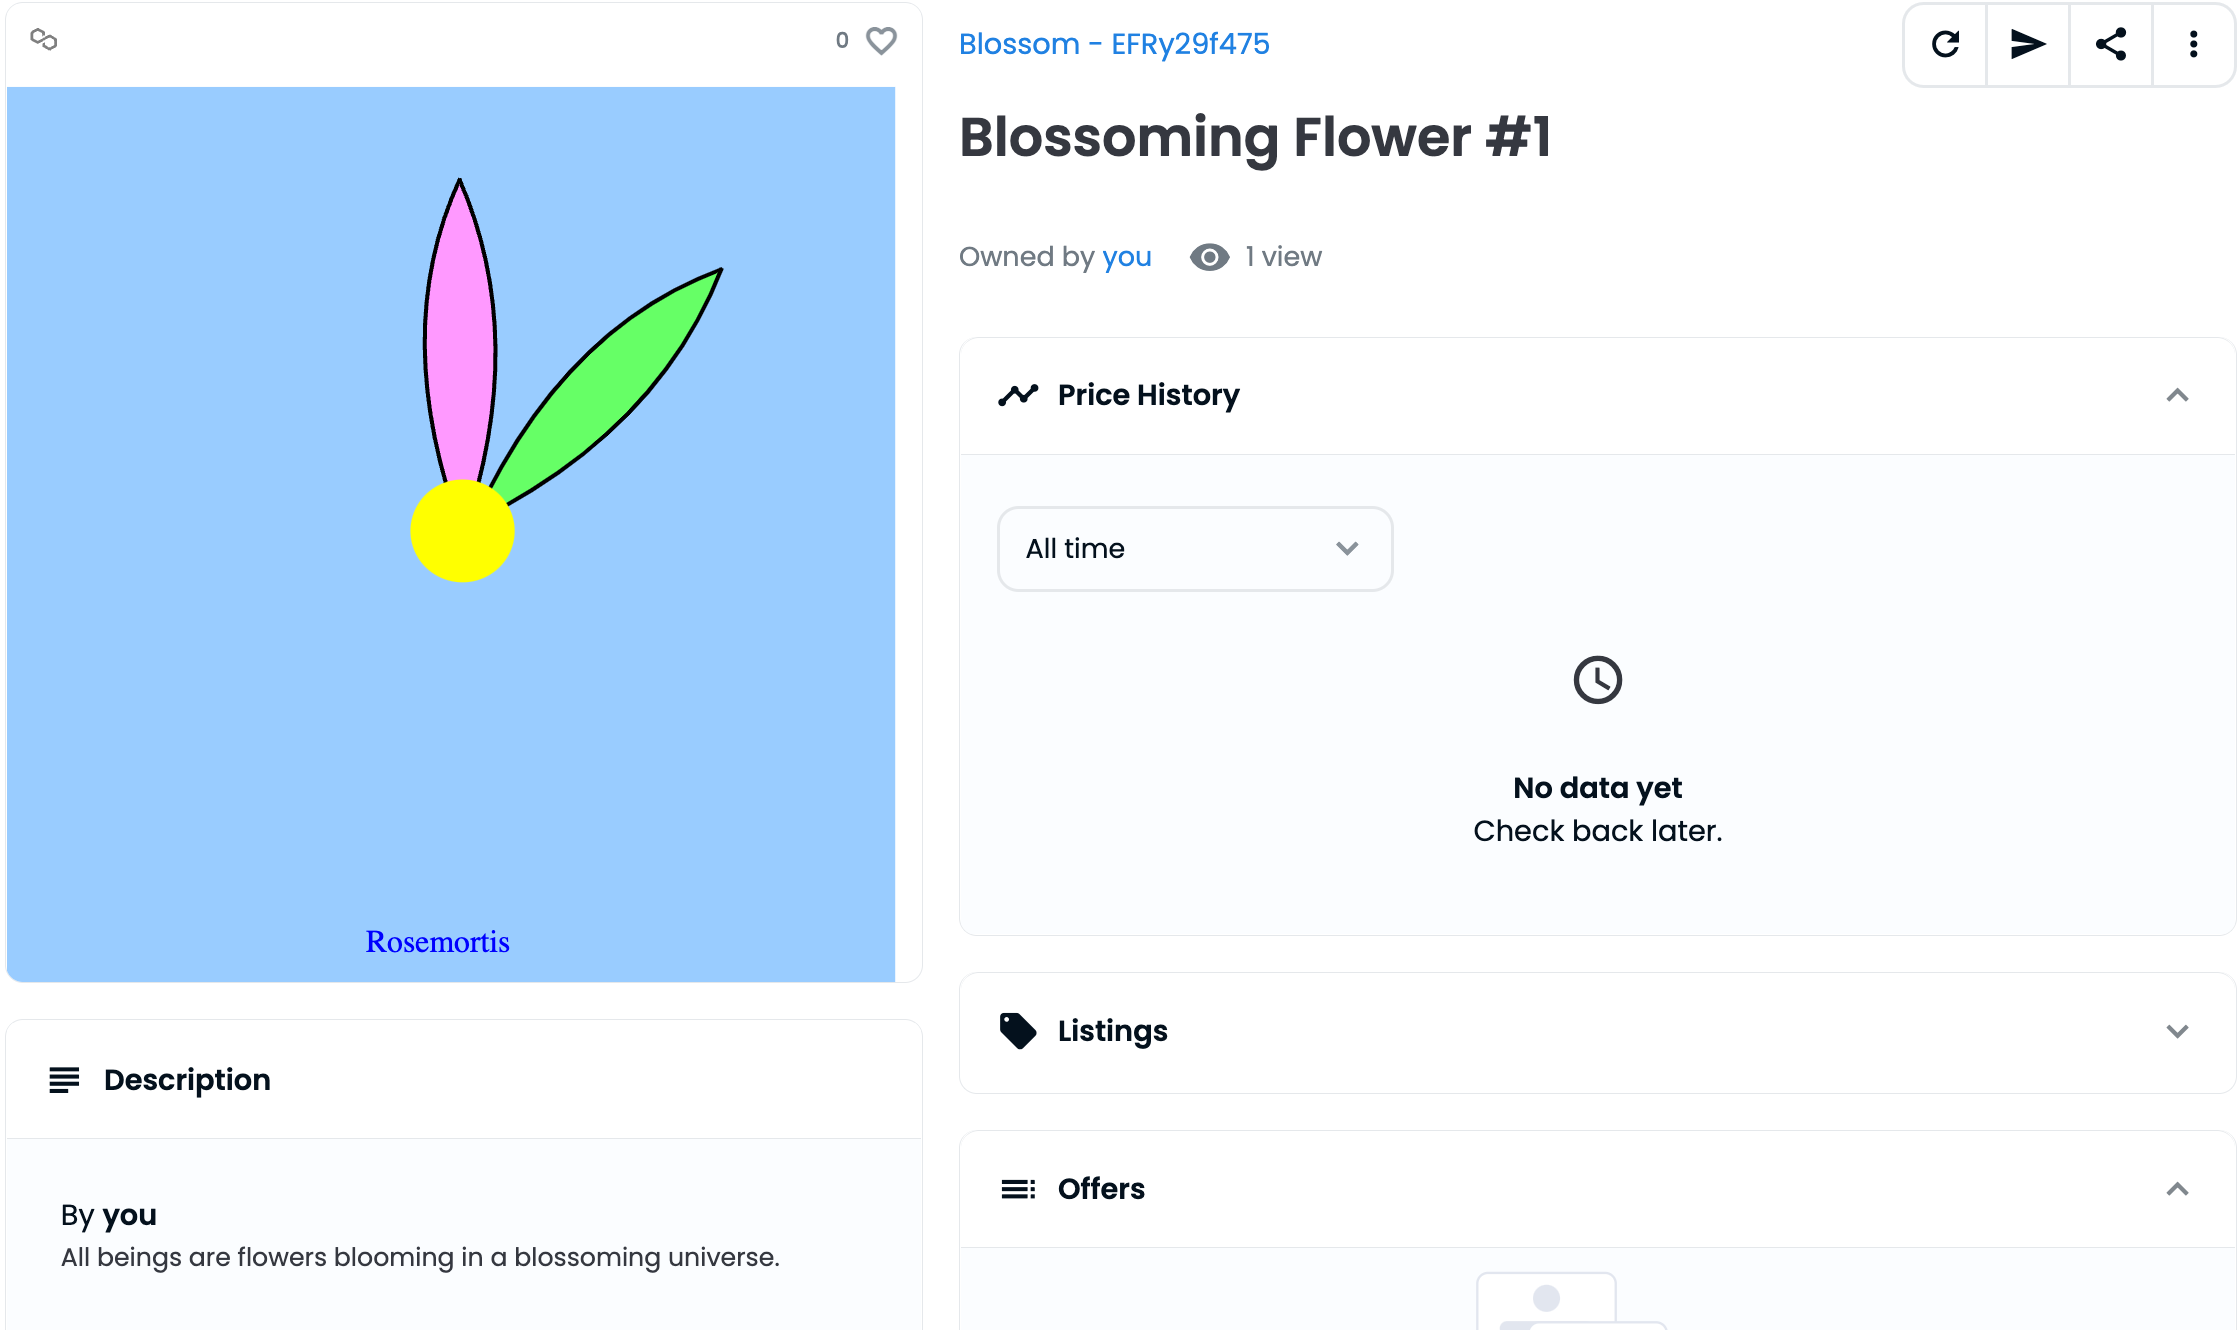 0
Rosemortis
Description
By you
All beings are flowers blooming in a blossoming universe.
Blossom - EFRy29f475
Blossoming Flower #1
Owned by you 1 view
Price History
All time
No data yet
Check back later.
Listings
Offers